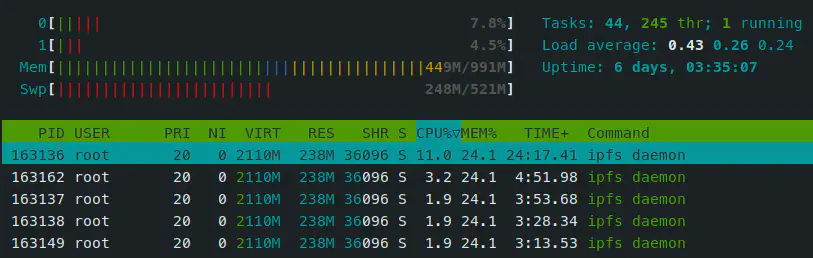 0[||||| 7.8%] Tasks: 44, 245 thr; 1 running
1[||| 4.5%] Load average: 0.43 0.26 0.24
Mem[|||||||||||||||||||||||||||||||||||||||||449M/991M] Uptime: 6 days, 03:35:07
Swp[|||||||||||||||||||||||| 248M/521M]
PID USER PRI NI VIRT RES SHR S CPU%▽MEM% TIME+ Command
163136 root 20 0 2110M 238M 36096 S 11.0 24.1 24:17.41 ipfs daemon
163162 root 20 0 2110M 238M 36096 S 3.2 24.1 4:51.98 ipfs daemon
163137 root 20 0 2110M 238M 36096 S 1.9 24.1 3:53.68 ipfs daemon
163138 root 20 0 2110M 238M 36096 S 1.9 24.1 3:28.34 ipfs daemon
163149 root 20 0 2110M 238M 36096 S 1.9 24.1 3:13.53 ipfs daemon